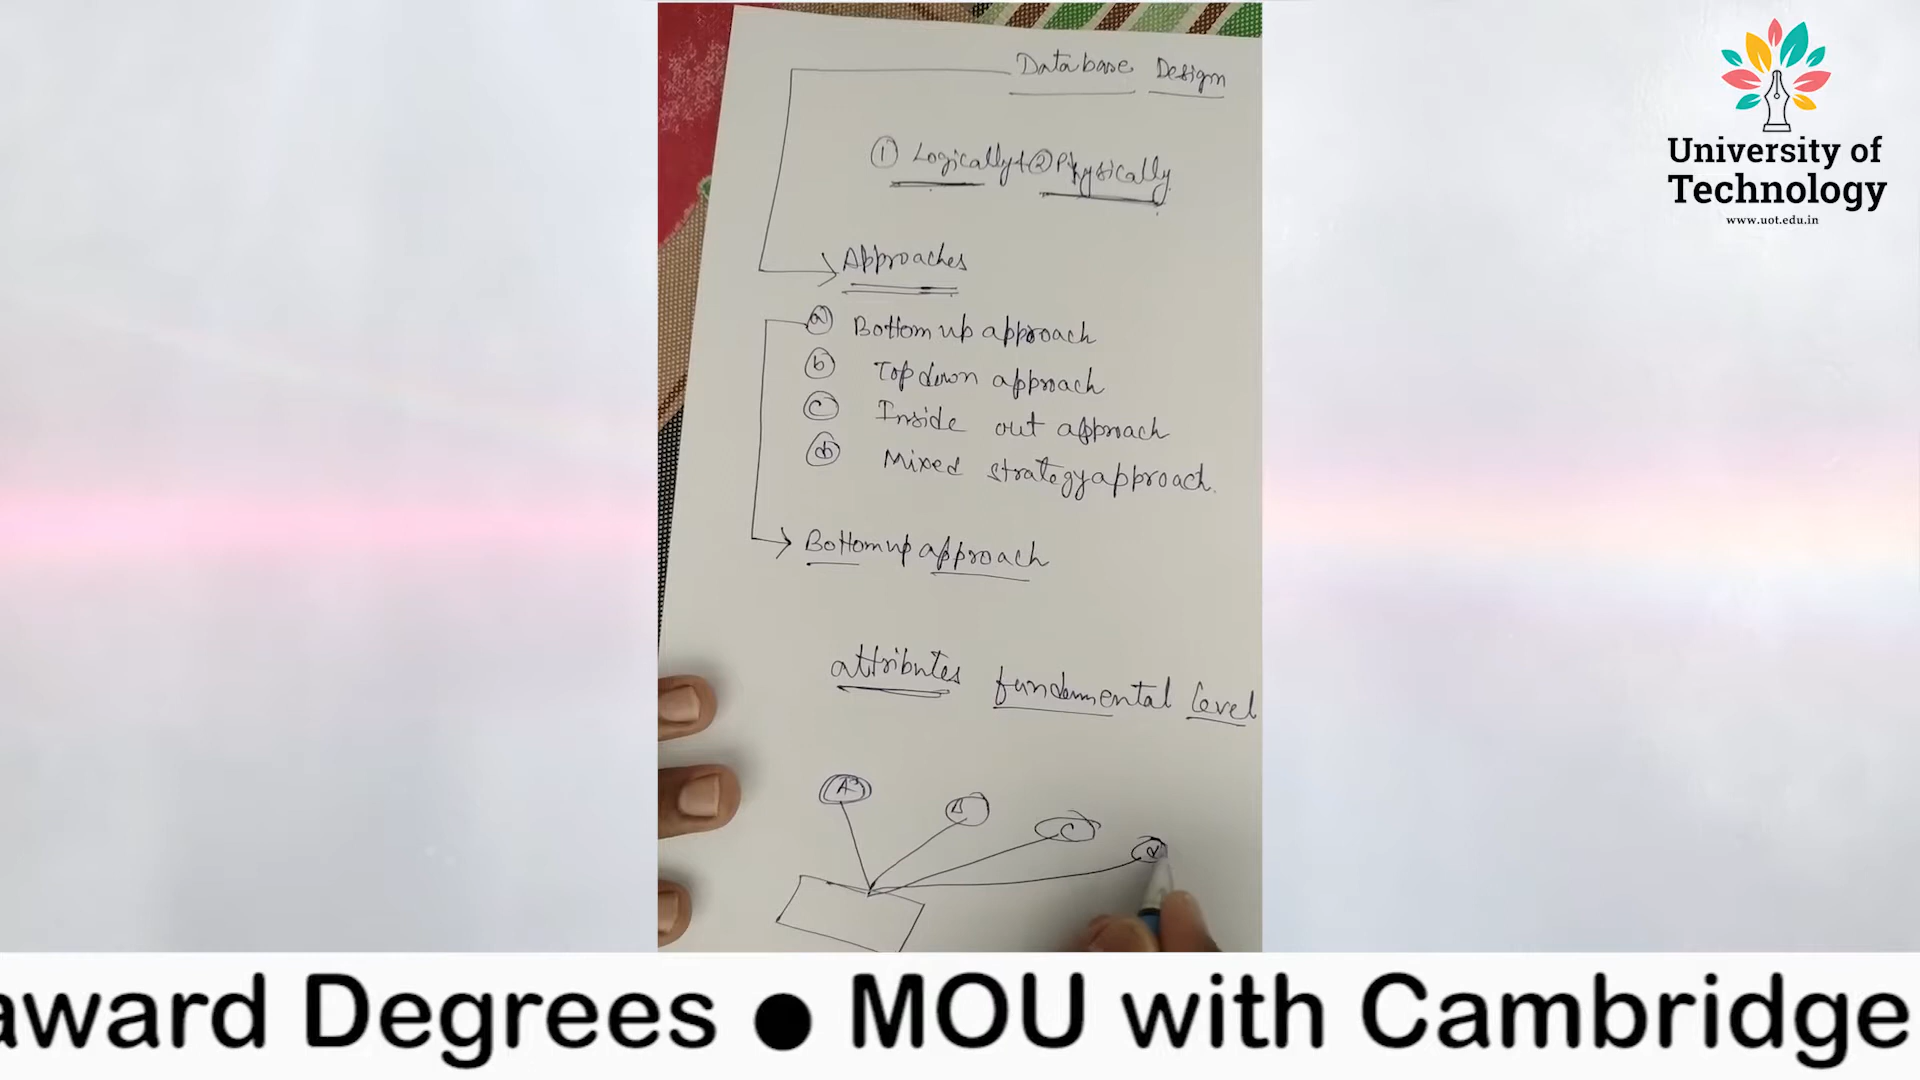 Database Design
① Logically + ② Physically
Approaches
ⓐ Bottom up approach
ⓑ Top down approach
ⓒ Inside out approach
ⓓ Mixed strategy approach.
Bottom up approach
attributes fundamental level
A
B
C
d
University of
Technology
www.uot.edu.in
award Degrees ● MOU with Cambridge